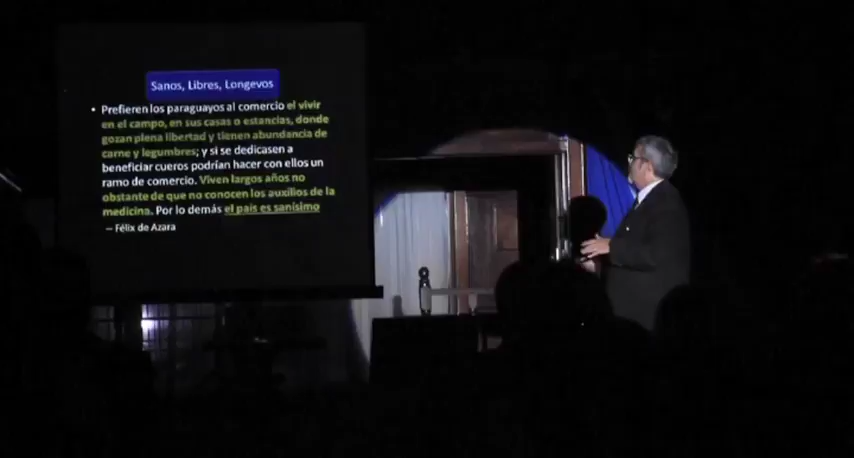 Sanos, Libres, Longevos
• Prefieren los paraguayos al comercio el vivir
en el campo, en sus casas o estancias, donde
gozan plena libertad y tienen abundancia de
carne y legumbres; y si se dedicasen a
beneficiar cueros podrían hacer con ellos un
ramo de comercio. Viven largos años no
obstante de que no conocen los auxilios de la
medicina. Por lo demás el país es sanísimo
– Félix de Azara